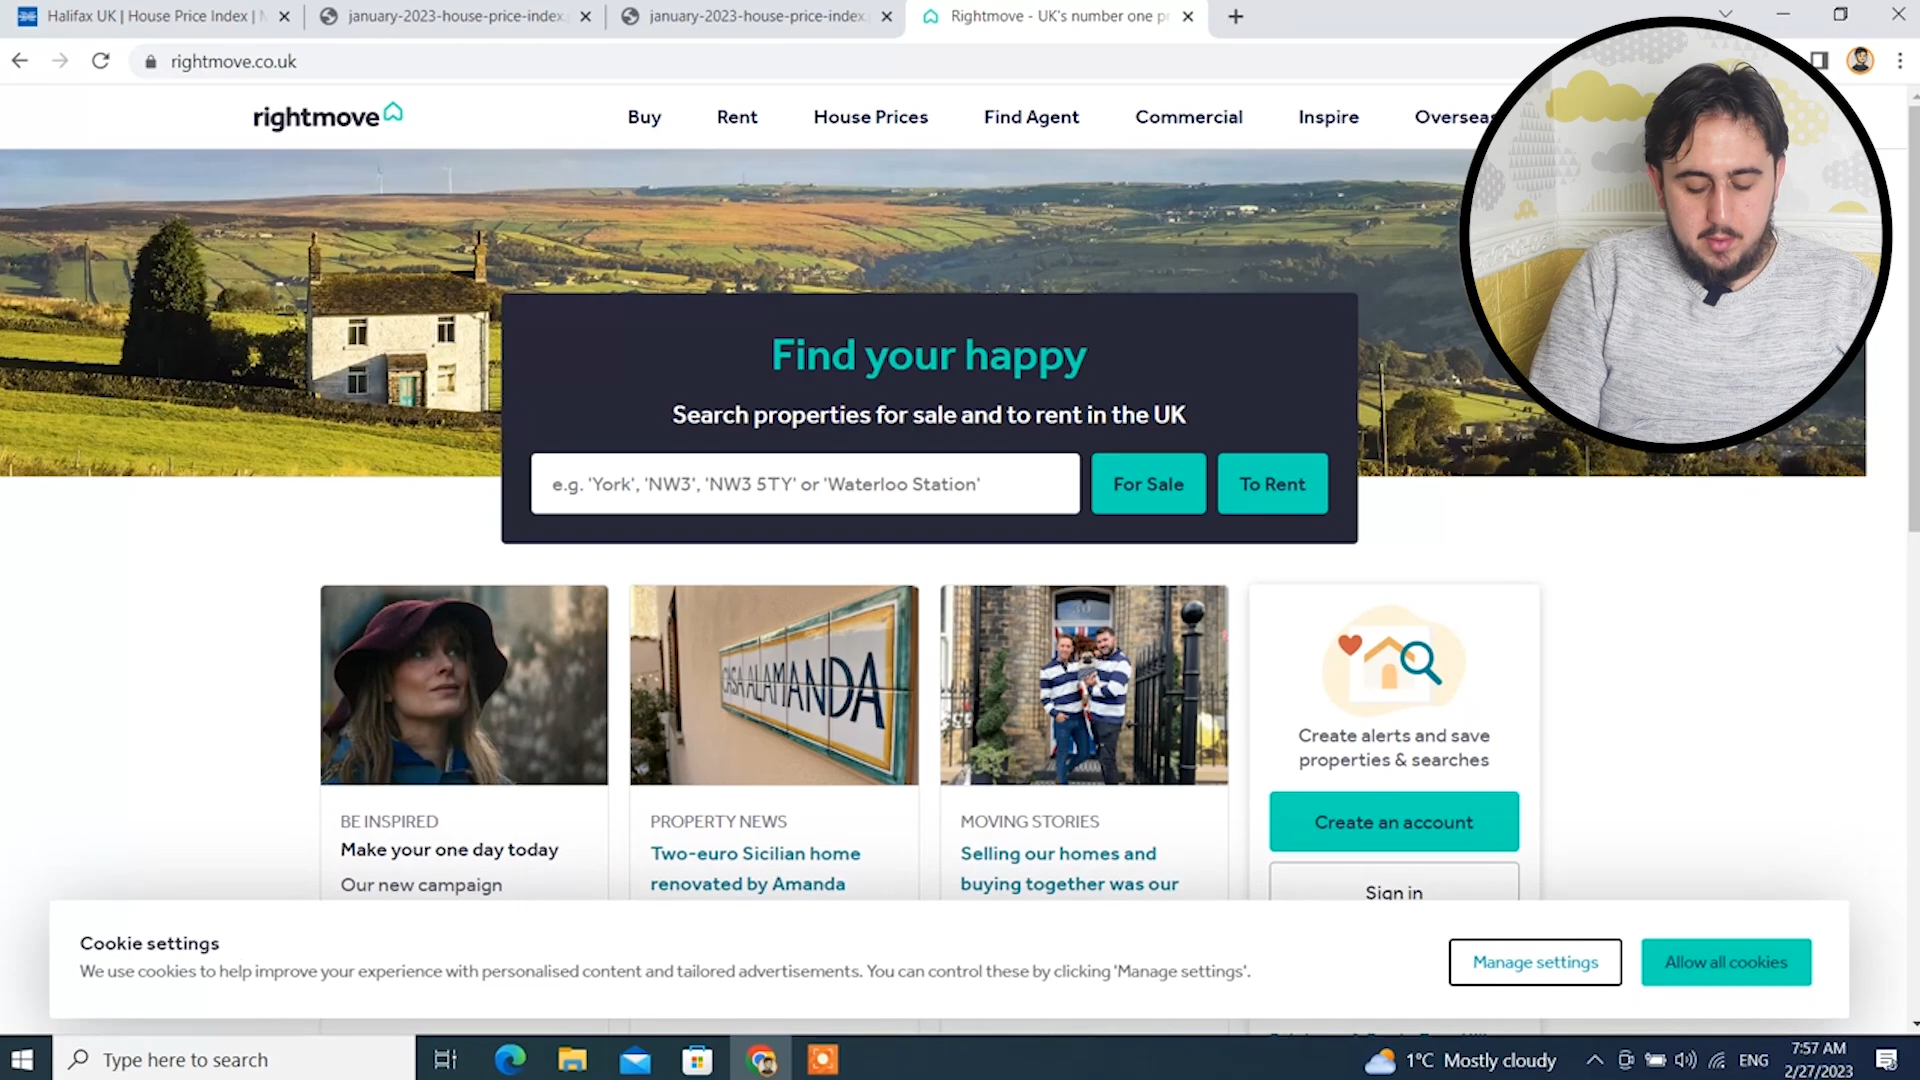 Halifax UK | House Price Index | M
january-2023-house-price-index.
january-2023-house-price-index.
Rightmove - UK's number one pr
rightmove.co.uk
rightmove
Buy
Rent
House Prices
Find Agent
Commercial
Inspire
Overseas
Find your happy
Search properties for sale and to rent in the UK
e.g. 'York', 'NW3', 'NW3 5TY' or 'Waterloo Station'
For Sale
To Rent
CASA ALAMANDA
BE INSPIRED
Make your one day today
Our new campaign
PROPERTY NEWS
Two-euro Sicilian home
renovated by Amanda
MOVING STORIES
Selling our homes and
buying together was our
Create alerts and save
properties & searches
Create an account
Sign in
Cookie settings
We use cookies to help improve your experience with personalised content and tailored advertisements. You can control these by clicking 'Manage settings'.
Manage settings
Allow all cookies
Type here to search
1°C Mostly cloudy
ENG
7:57 AM
2/27/2023